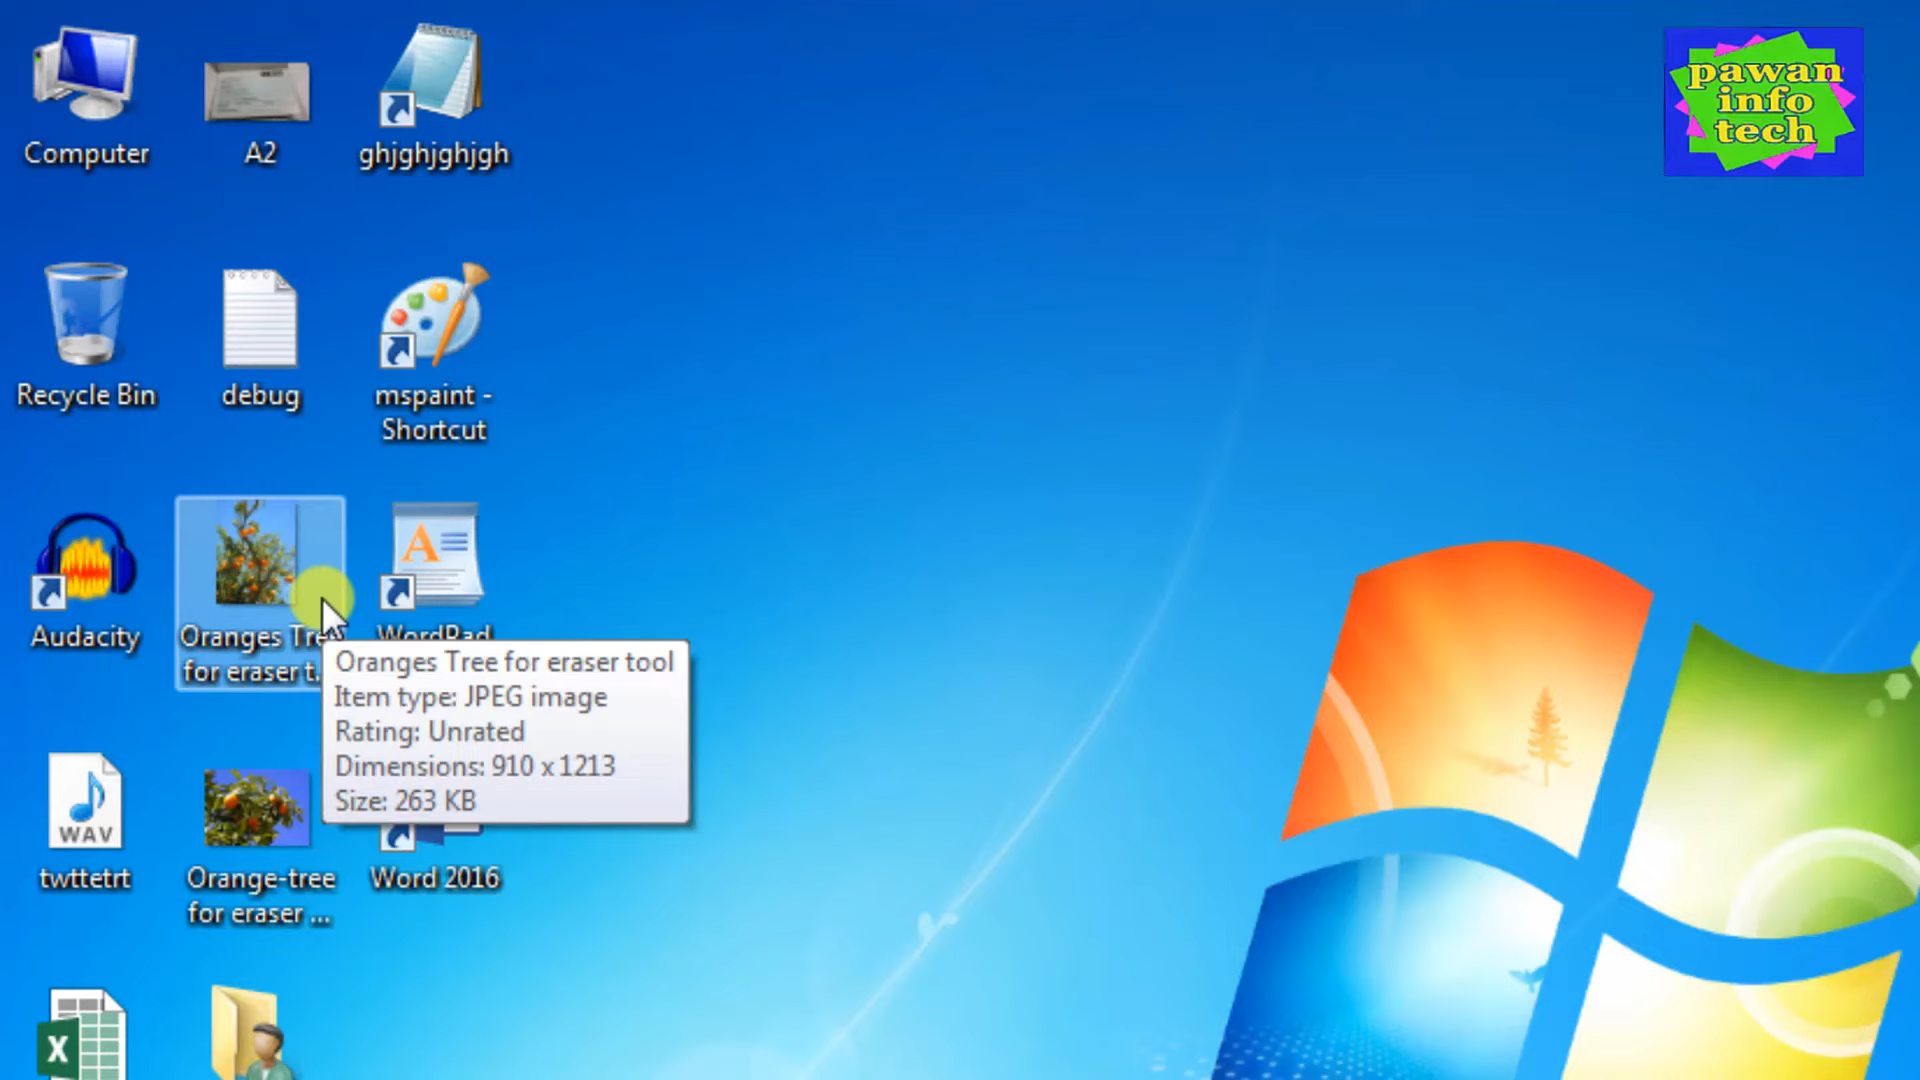 Computer
A2
ghjghjghjgh
pawan
info
tech
Recycle Bin
debug
mspaint -
Shortcut
Audacity
Oranges Tree
for eraser t...
WordPad
Oranges Tree for eraser tool
Item type: JPEG image
Rating: Unrated
Dimensions: 910 x 1213
Size: 263 KB
WAV
twttetrt
Orange-tree
for eraser ...
Word 2016
X